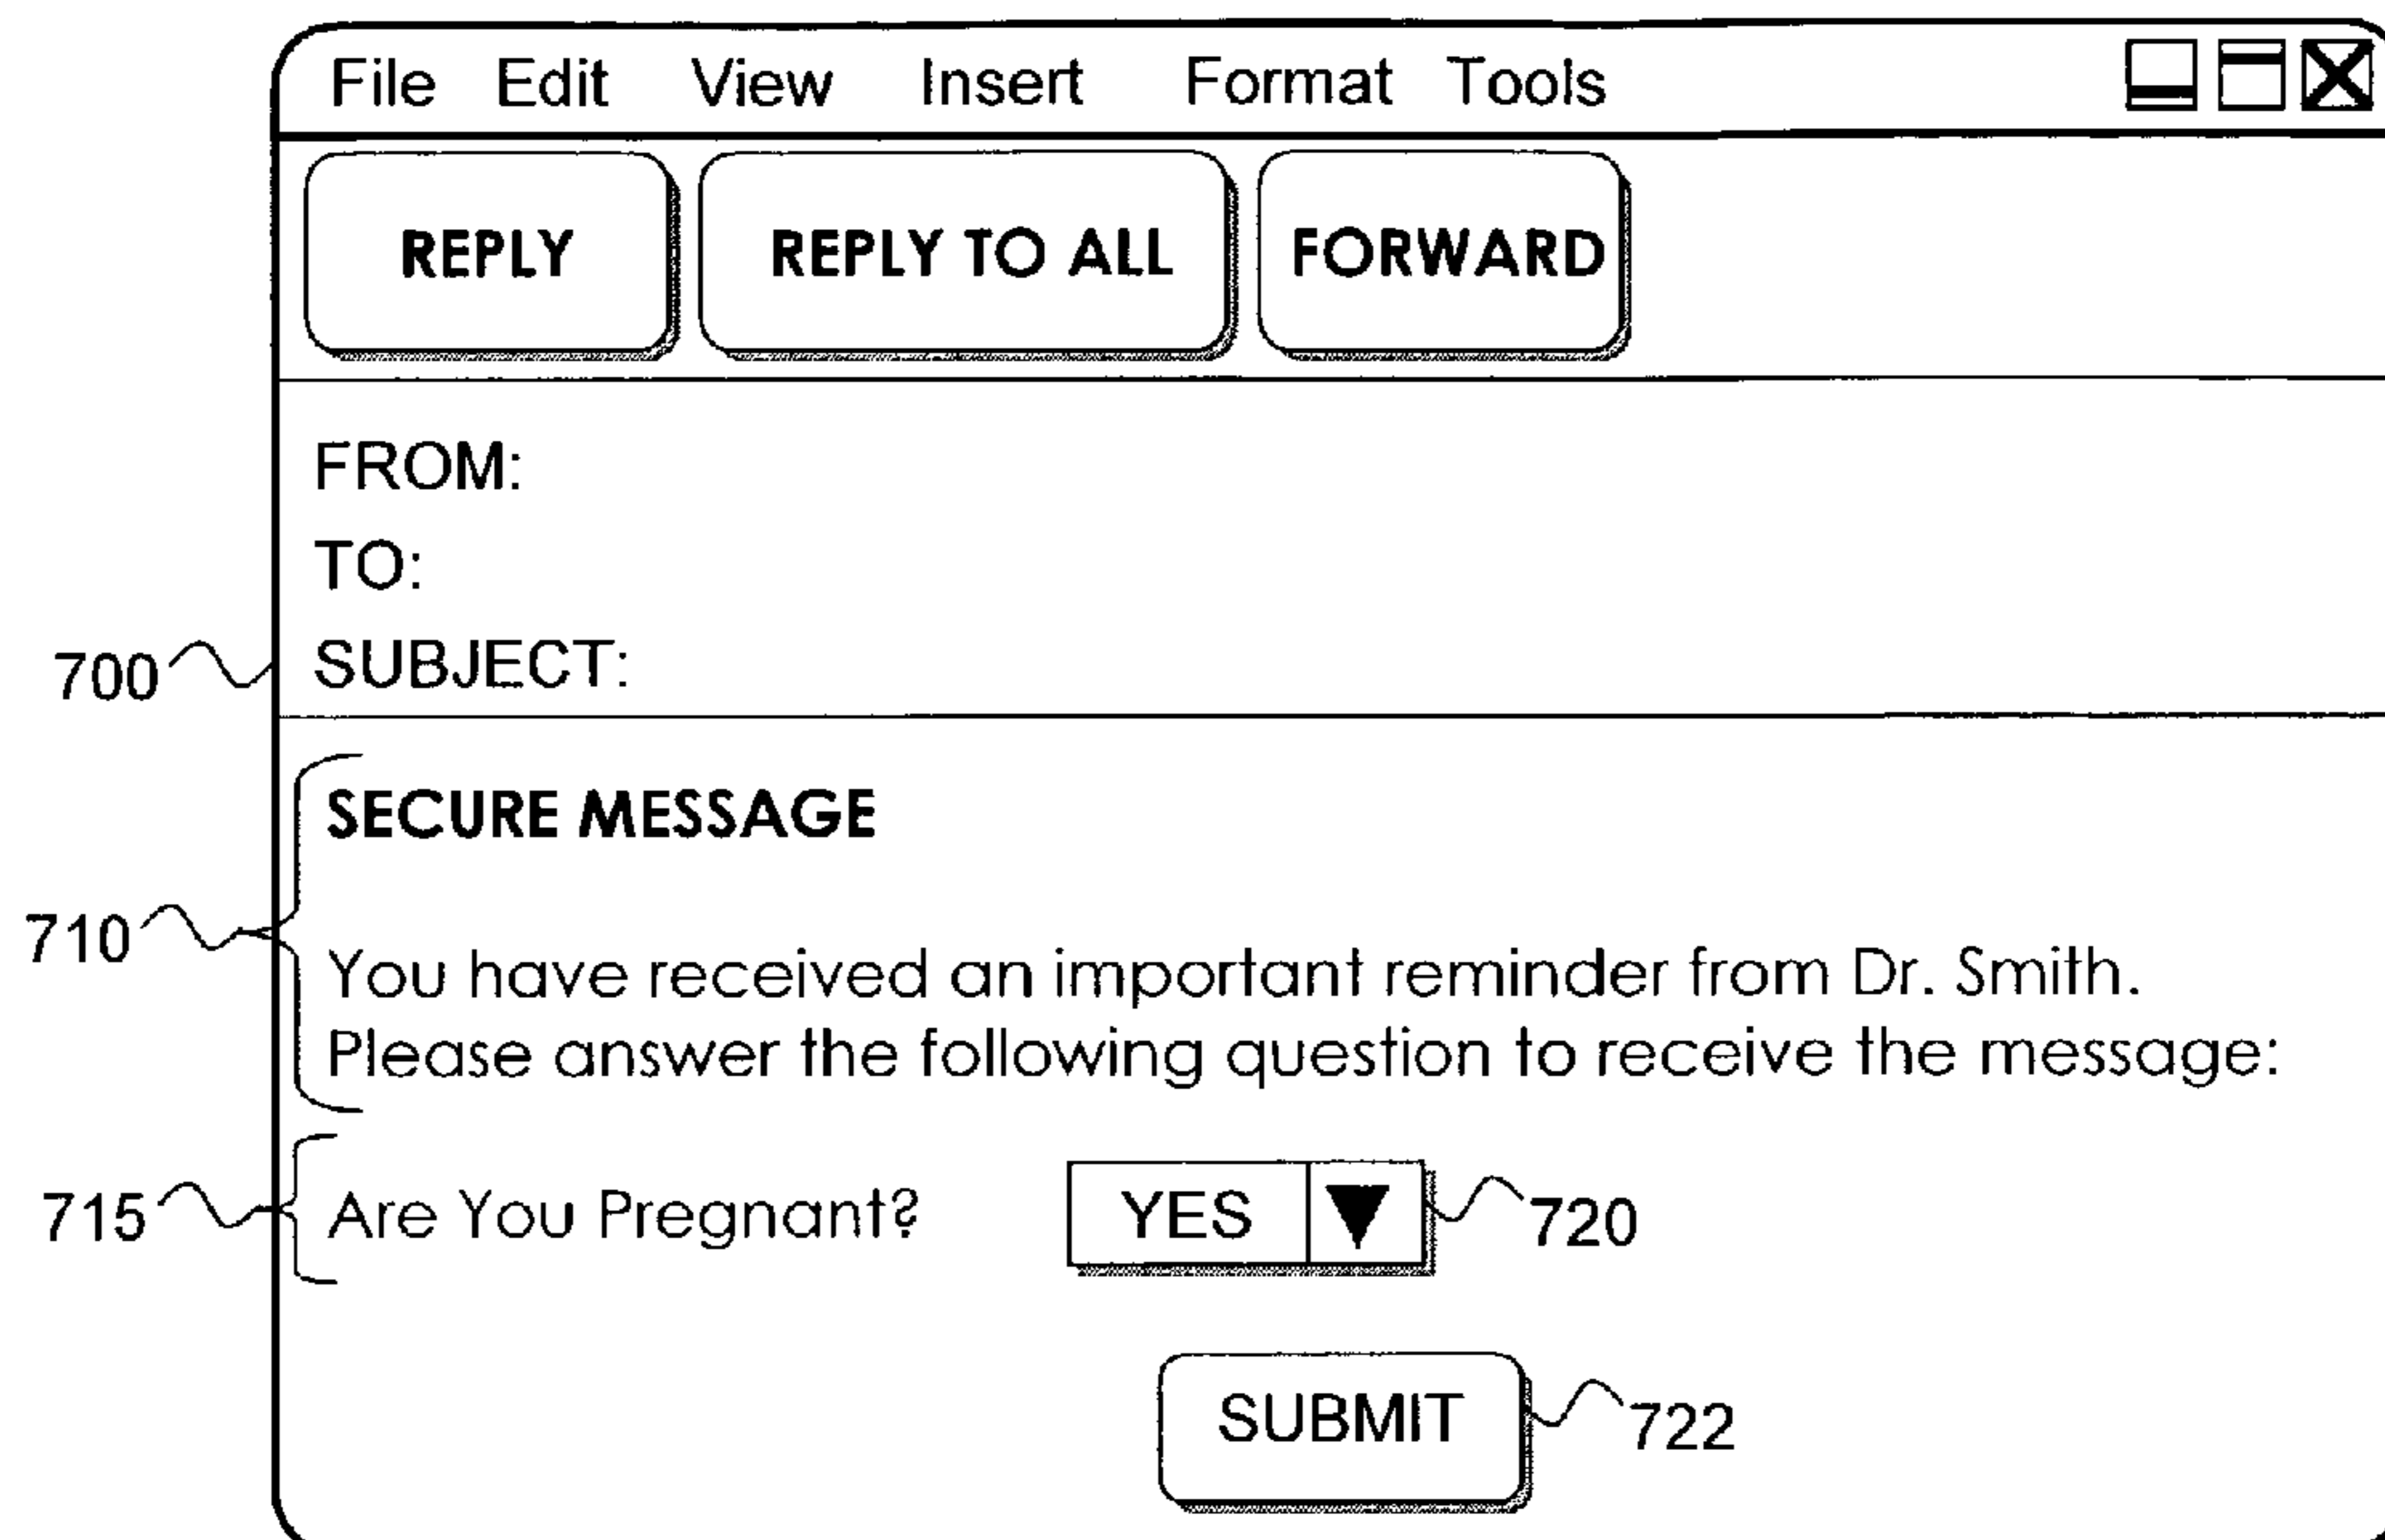 File Edit View Insert Format Tools
REPLY REPLY TO ALL FORWARD
FROM:
TO:
700 SUBJECT:
SECURE MESSAGE
710
You have received an important reminder from Dr. Smith.
Please answer the following question to receive the message:
715 Are You Pregnant? YES 720
SUBMIT 722